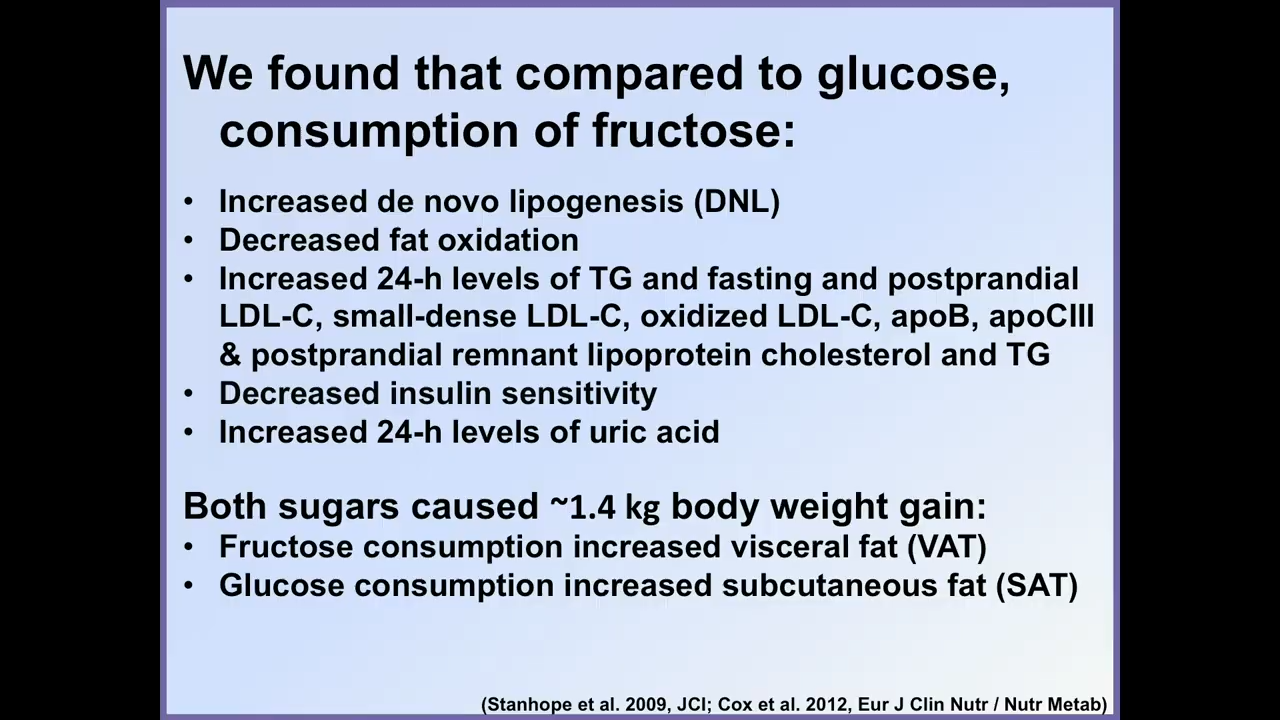 We found that compared to glucose,
consumption of fructose:
• Increased de novo lipogenesis (DNL)
• Decreased fat oxidation
• Increased 24-h levels of TG and fasting and postprandial
LDL-C, small-dense LDL-C, oxidized LDL-C, apoB, apoCIII
& postprandial remnant lipoprotein cholesterol and TG
• Decreased insulin sensitivity
• Increased 24-h levels of uric acid
Both sugars caused ~1.4 kg body weight gain:
• Fructose consumption increased visceral fat (VAT)
• Glucose consumption increased subcutaneous fat (SAT)
(Stanhope et al. 2009, JCI; Cox et al. 2012, Eur J Clin Nutr / Nutr Metab)